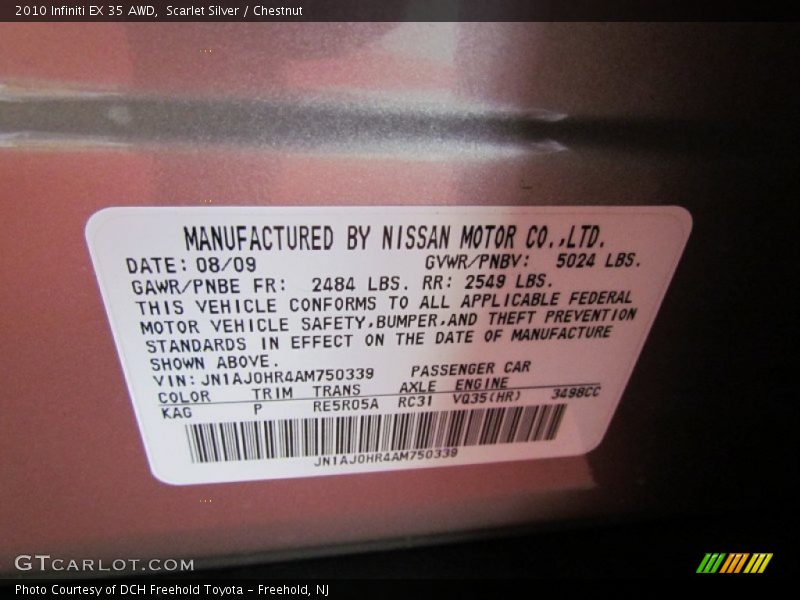 2010 Infiniti EX 35 AWD,  Scarlet Silver / Chestnut
MANUFACTURED BY NISSAN MOTOR CO.,LTD.
DATE: 08/09 GVWR/PNBV: 5024 LBS.
GAWR/PNBE FR: 2484 LBS. RR: 2549 LBS.
THIS VEHICLE CONFORMS TO ALL APPLICABLE FEDERAL
MOTOR VEHICLE SAFETY,BUMPER,AND THEFT PREVENTION
STANDARDS IN EFFECT ON THE DATE OF MANUFACTURE
SHOWN ABOVE.
VIN: JN1AJ0HR4AM750339 PASSENGER CAR
COLOR TRIM TRANS AXLE ENGINE
KAG P RE5R05A RC31 VQ35(HR) 3498CC
JN1AJ0HR4AM750339
GTCARLOT.COM
Photo Courtesy of DCH Freehold Toyota - Freehold, NJ